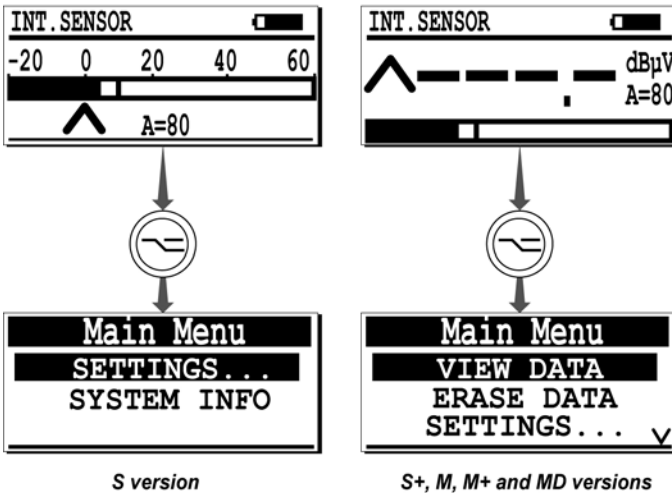 INT.SENSOR
-20 0 20 40 60
A=80
Main Menu
SETTINGS...
SYSTEM INFO
S version
INT.SENSOR
dBµV
A=80
Main Menu
VIEW DATA
ERASE DATA
SETTINGS...
S+, M, M+ and MD versions